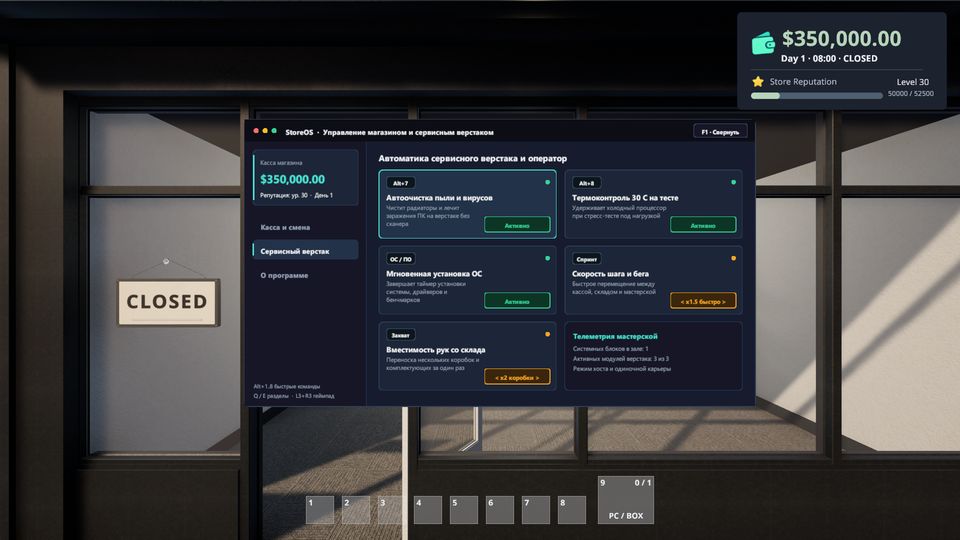 $350,000.00
Day 1 · 08:00 · CLOSED
Store Reputation
Level 30
50000 / 52500
StoreOS · Управление магазином и сервисным верстаком
F1 · Свернуть
Касса магазина
$350,000.00
Репутация: ур. 30 · День 1
Касса и смена
Сервисный верстак
О программе
Alt+1..8 быстрые команды
Q / E разделы · L3+R3 геймпад
Автоматика сервисного верстака и оператор
Alt+7
Автоочистка пыли и вирусов
Чистит радиаторы и лечит
заражения ПК на верстаке без
сканера
Активно
Alt+8
Термоконтроль 30 C на тесте
Удерживает холодный процессор
при стресс-тесте под нагрузкой
Активно
ОС / ПО
Мгновенная установка ОС
Завершает таймер установки
системы, драйверов и
бенчмарков
Активно
Спринт
Скорость шага и бега
Быстрое перемещение между
кассой, складом и мастерской
< x1.5 быстро >
Захват
Вместимость рук со склада
Переноска нескольких коробок и
комплектующих за один раз
< x2 коробки >
Телеметрия мастерской
Системных блоков в зале: 1
Активных модулей верстака: 3 из 3
Режим хоста и одиночной карьеры
CLOSED
1 2 3 4 5 6 7 8
9 0 / 1
PC / BOX